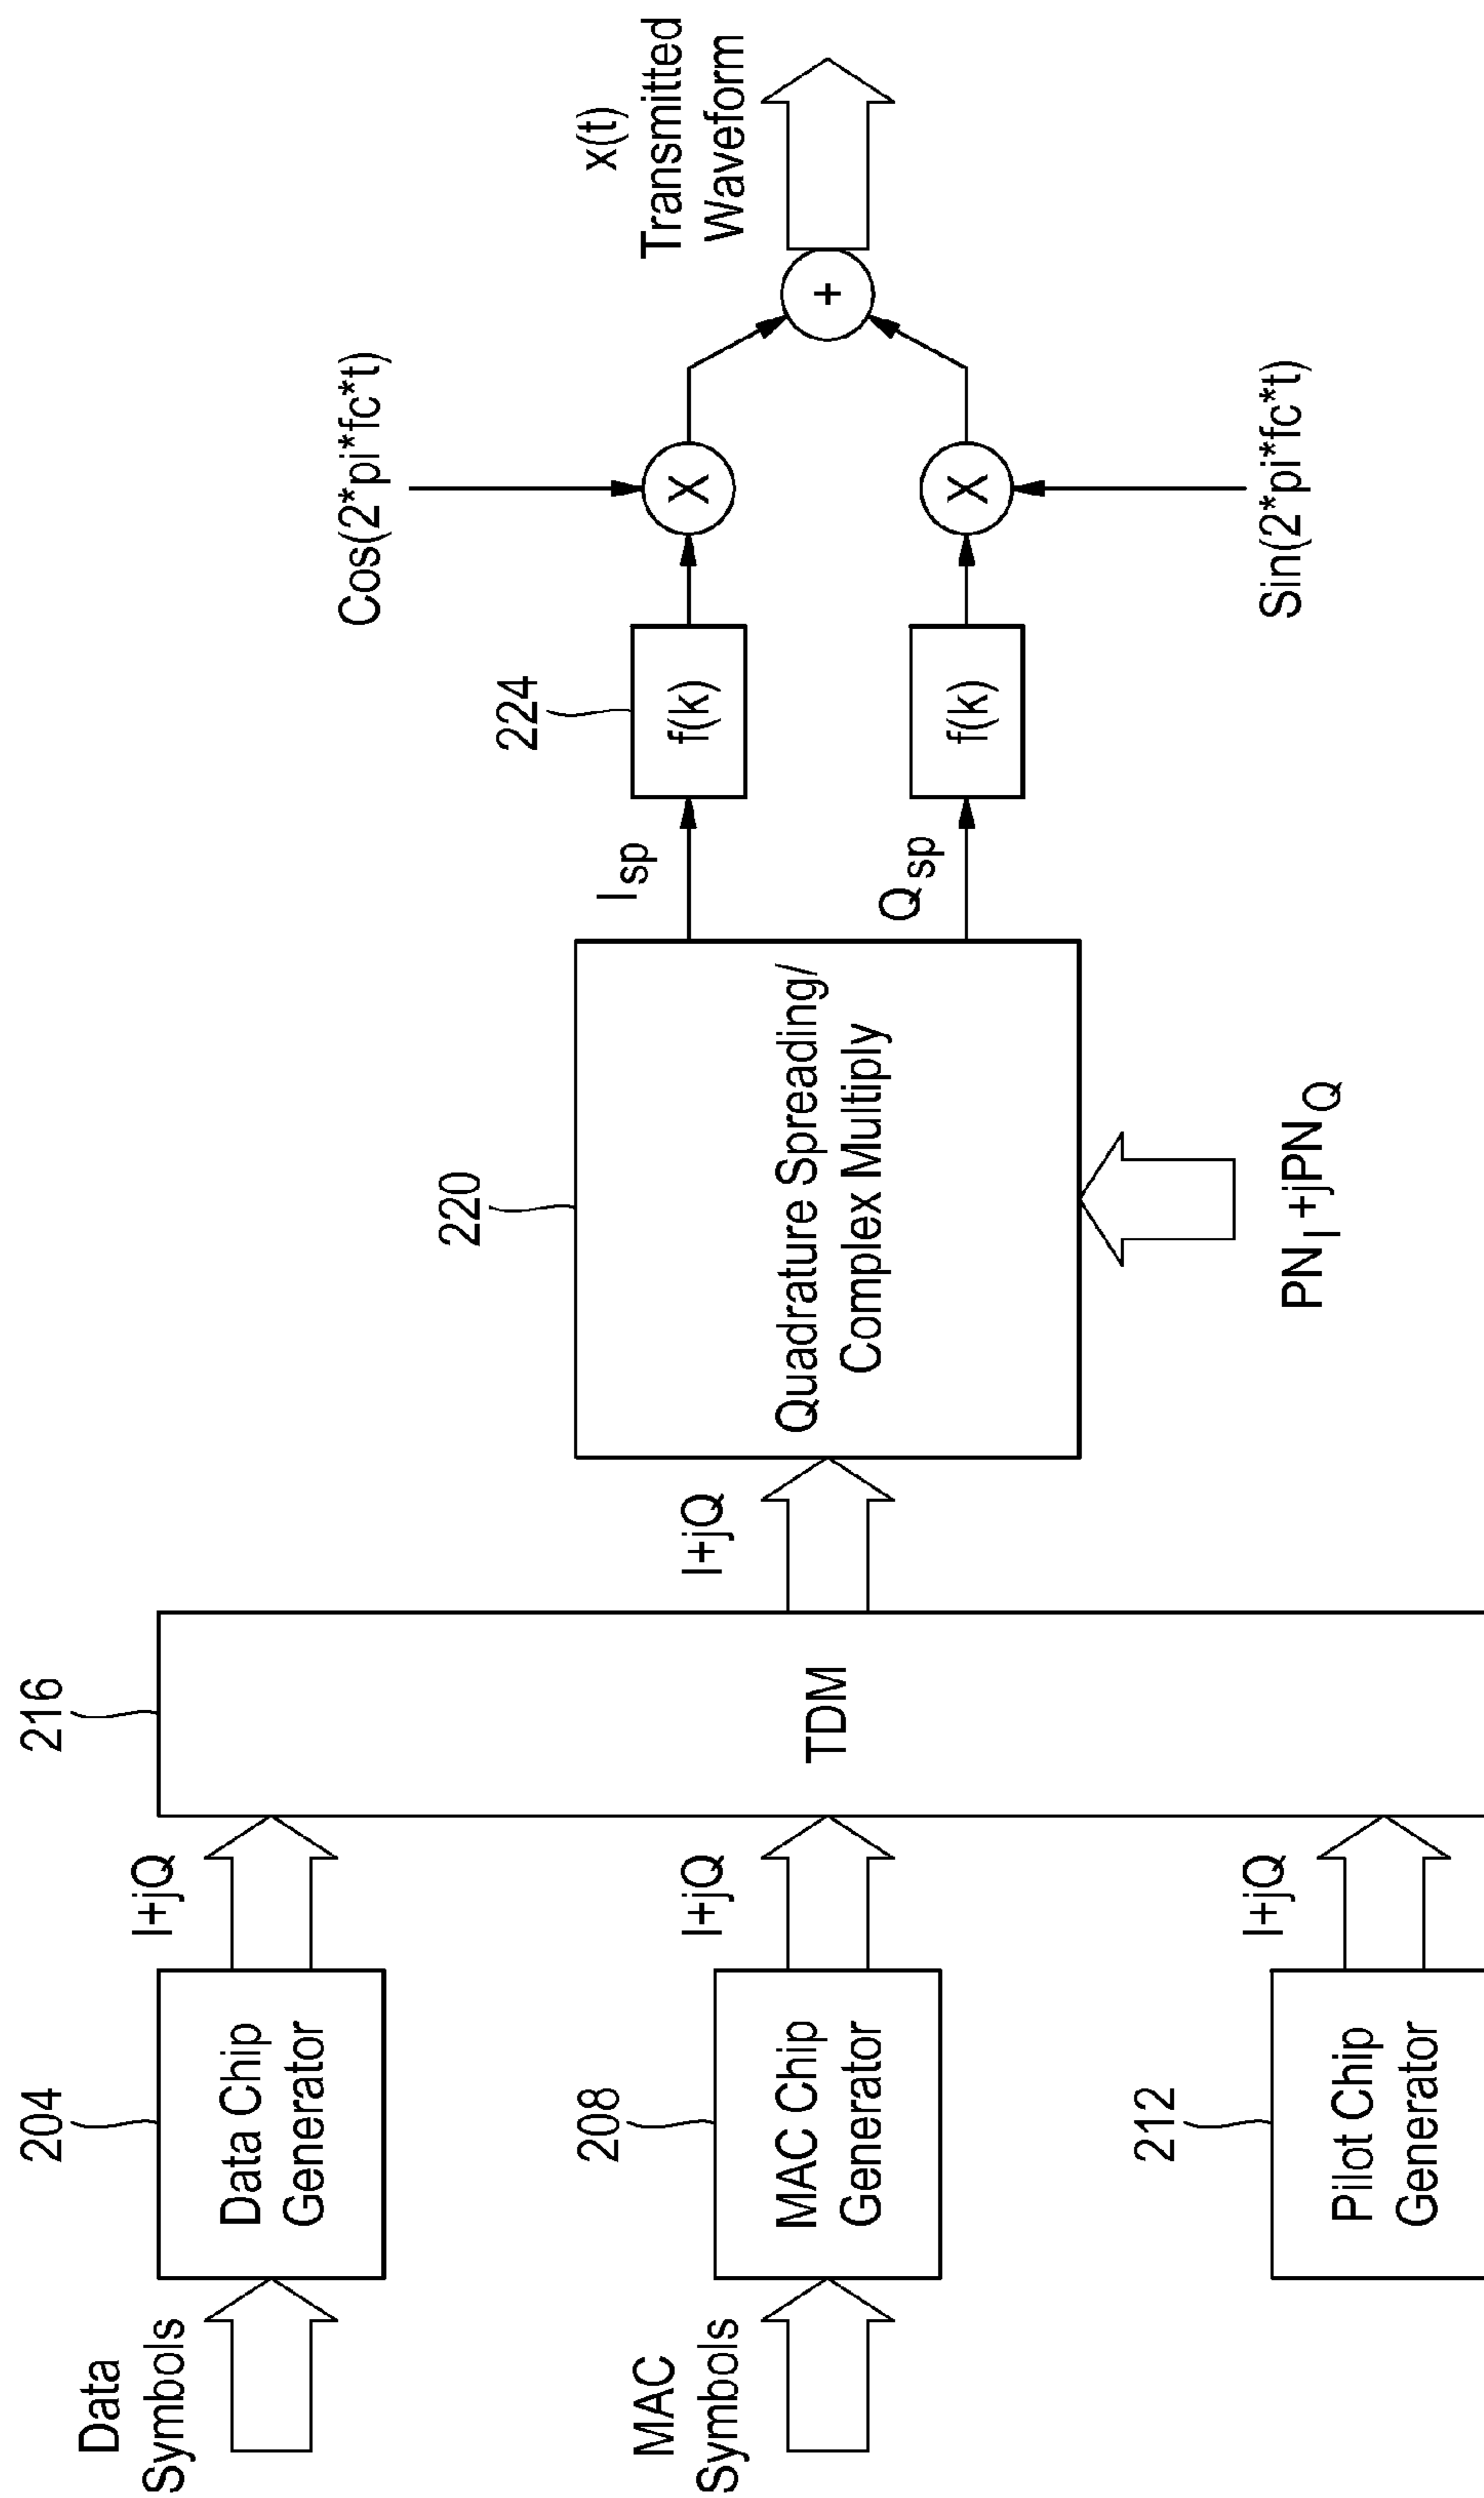 Data
Symbols
204
Data Chip
Generator
I+jQ
MAC
Symbols
208
MAC Chip
Generator
I+jQ
212
Pilot Chip
Generator
I+jQ
216
TDM
I+jQ
220
Quadrature Spreading/
Complex Multiply
PNI+jPNQ
Isp
Qsp
224
f(k)
f(k)
Cos(2*pi*fc*t)
X
X
Sin(2*pi*fc*t)
+
x(t)
Transmitted
Waveform